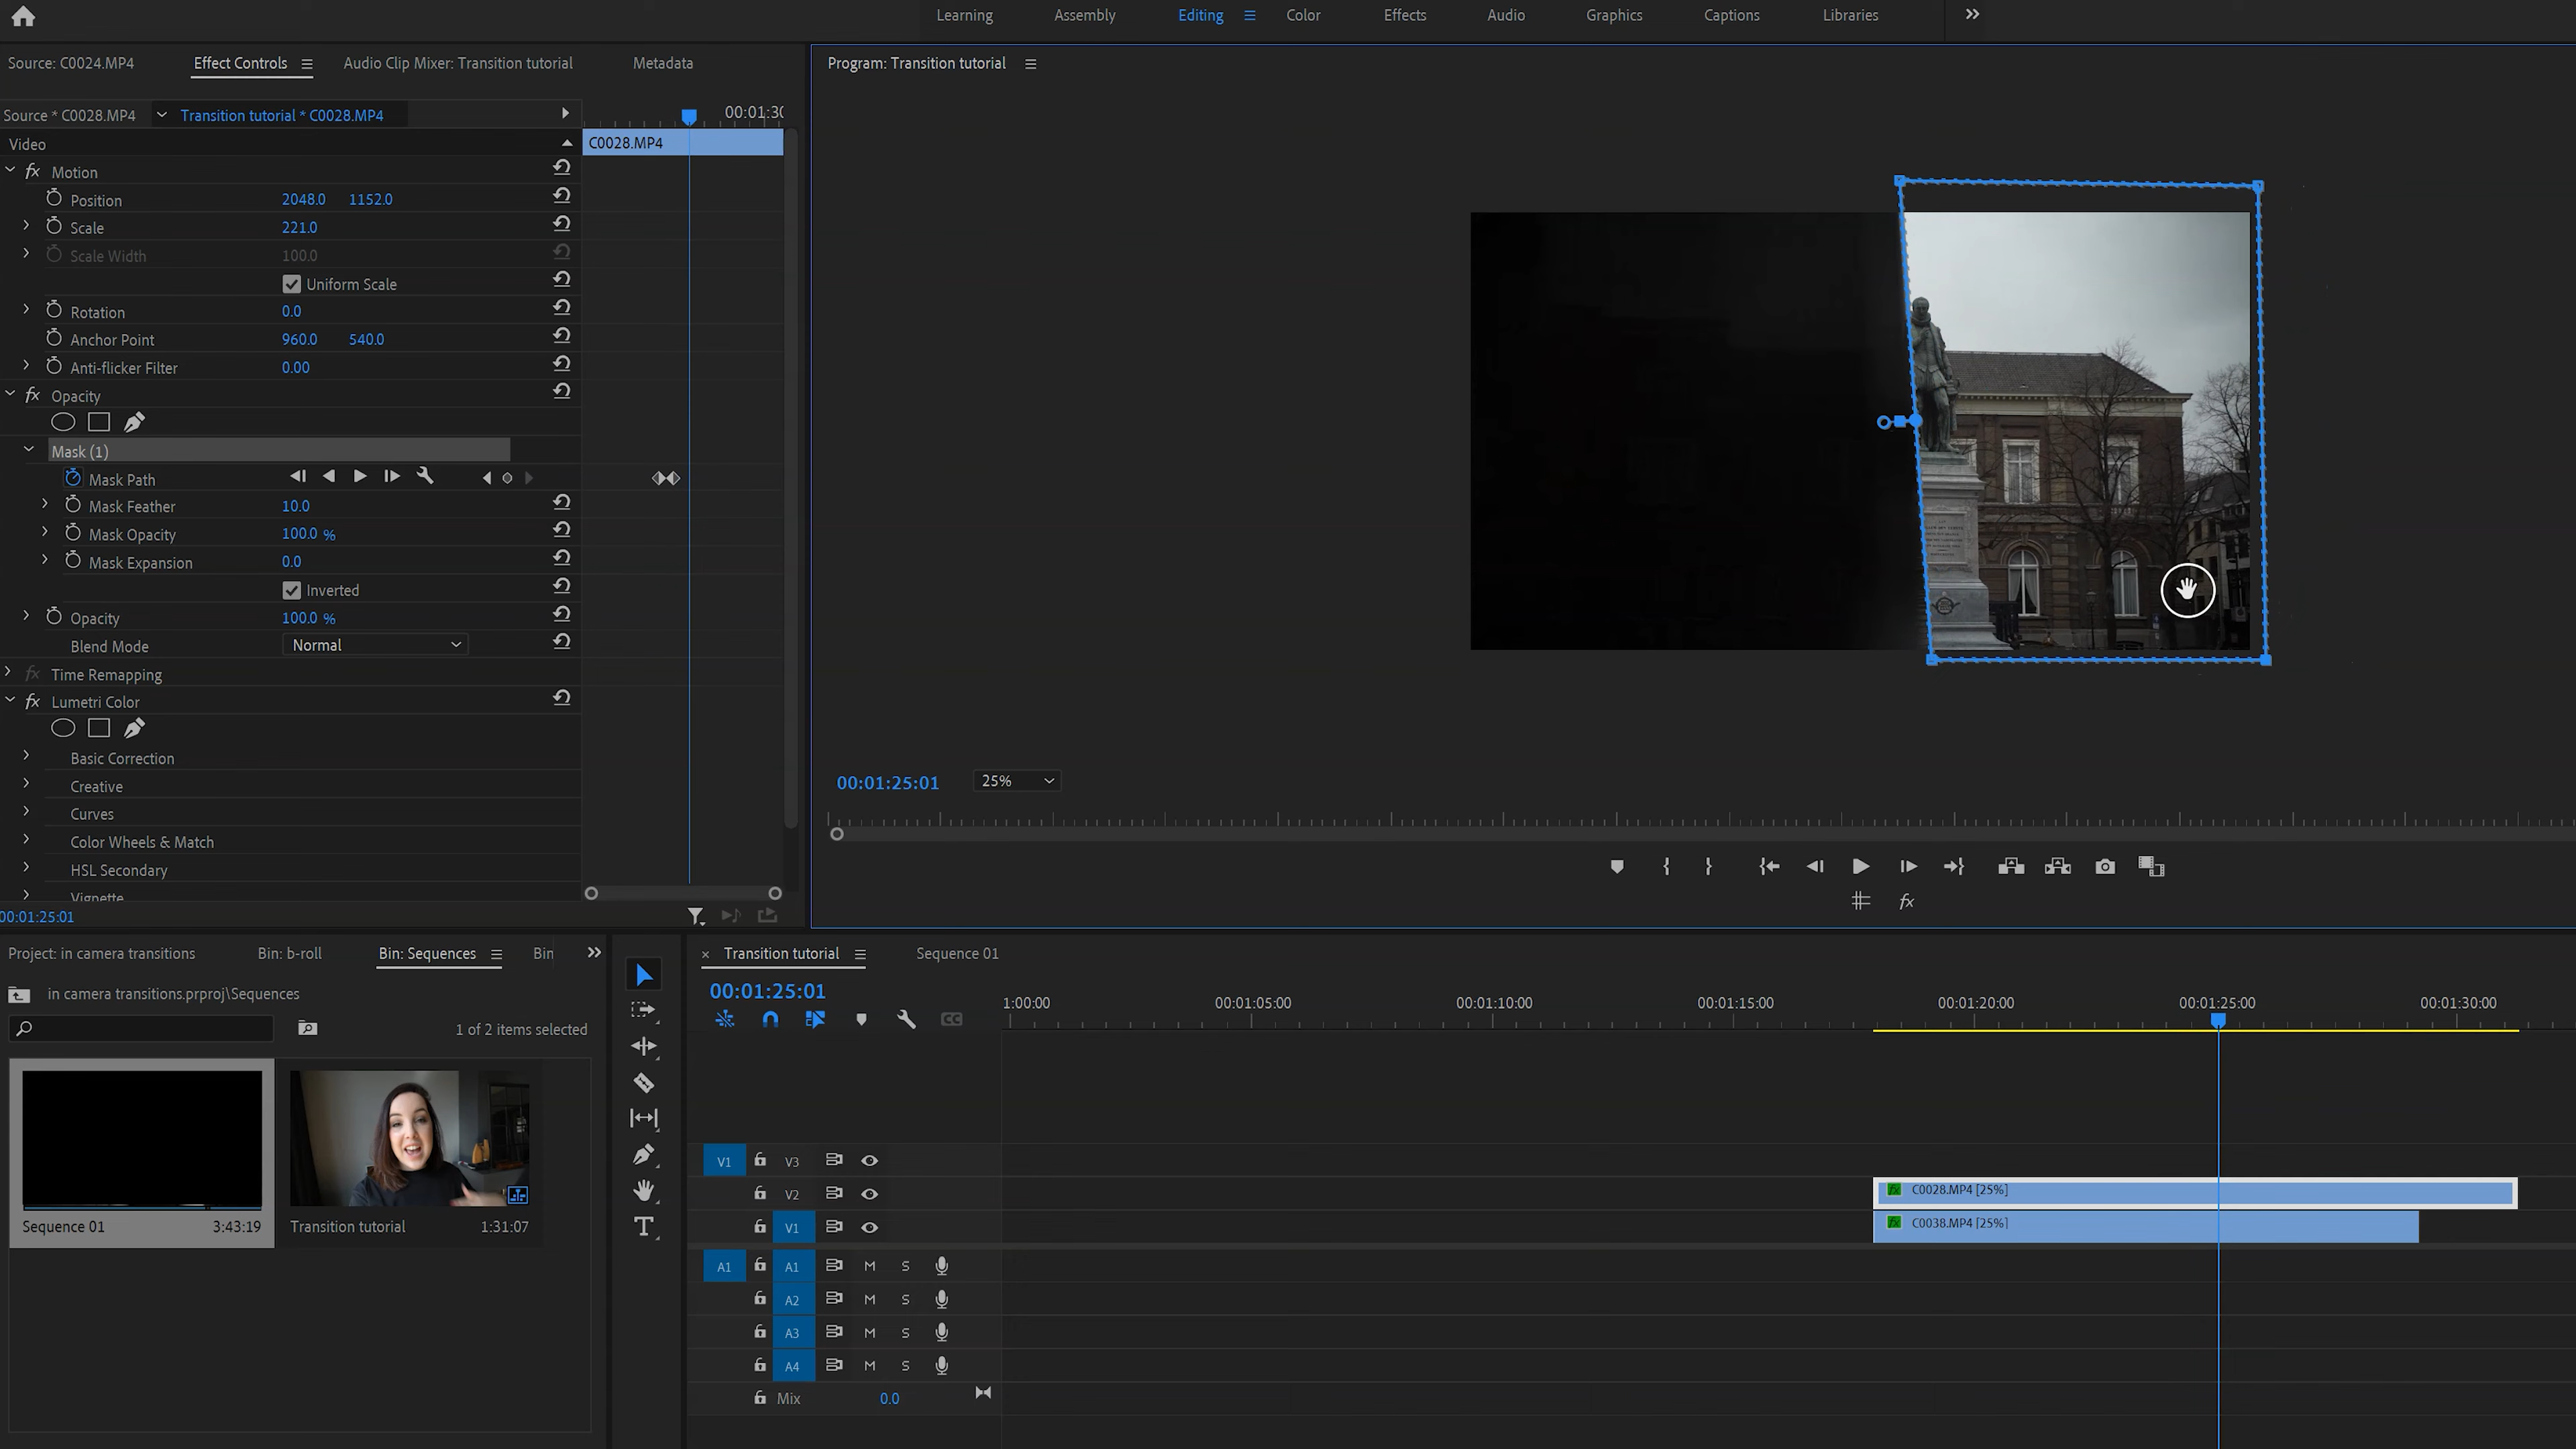 Learning Assembly Editing Color Effects Audio Graphics Captions Libraries
Source: C0024.MP4 Effect Controls Audio Clip Mixer: Transition tutorial Metadata
Program: Transition tutorial
Source * C0028.MP4 Transition tutorial * C0028.MP4 00:01:30
Video C0028.MP4
fx Motion
Position 2048.0 1152.0
Scale 221.0
Scale Width 100.0
Uniform Scale
Rotation 0.0
Anchor Point 960.0 540.0
Anti-flicker Filter 0.00
fx Opacity
Mask (1)
Mask Path
Mask Feather 10.0
Mask Opacity 100.0 %
Mask Expansion 0.0
Inverted
Opacity 100.0 %
Blend Mode Normal
fx Time Remapping
fx Lumetri Color
Basic Correction
Creative
Curves
Color Wheels & Match
HSL Secondary
Vignette
00:01:25:01
00:01:25:01 25%
fx
Project: in camera transitions Bin: b-roll Bin: Sequences Bin
in camera transitions.prproj\Sequences
1 of 2 items selected
Sequence 01 3:43:19 Transition tutorial 1:31:07
Transition tutorial Sequence 01
00:01:25:01
1:00:00 00:01:05:00 00:01:10:00 00:01:15:00 00:01:20:00 00:01:25:00 00:01:30:00
CC
T
V1 V3
V2 fx C0028.MP4 [25%]
V1 fx C0038.MP4 [25%]
A1 A1 M S
A2 M S
A3 M S
A4 M S
Mix 0.0